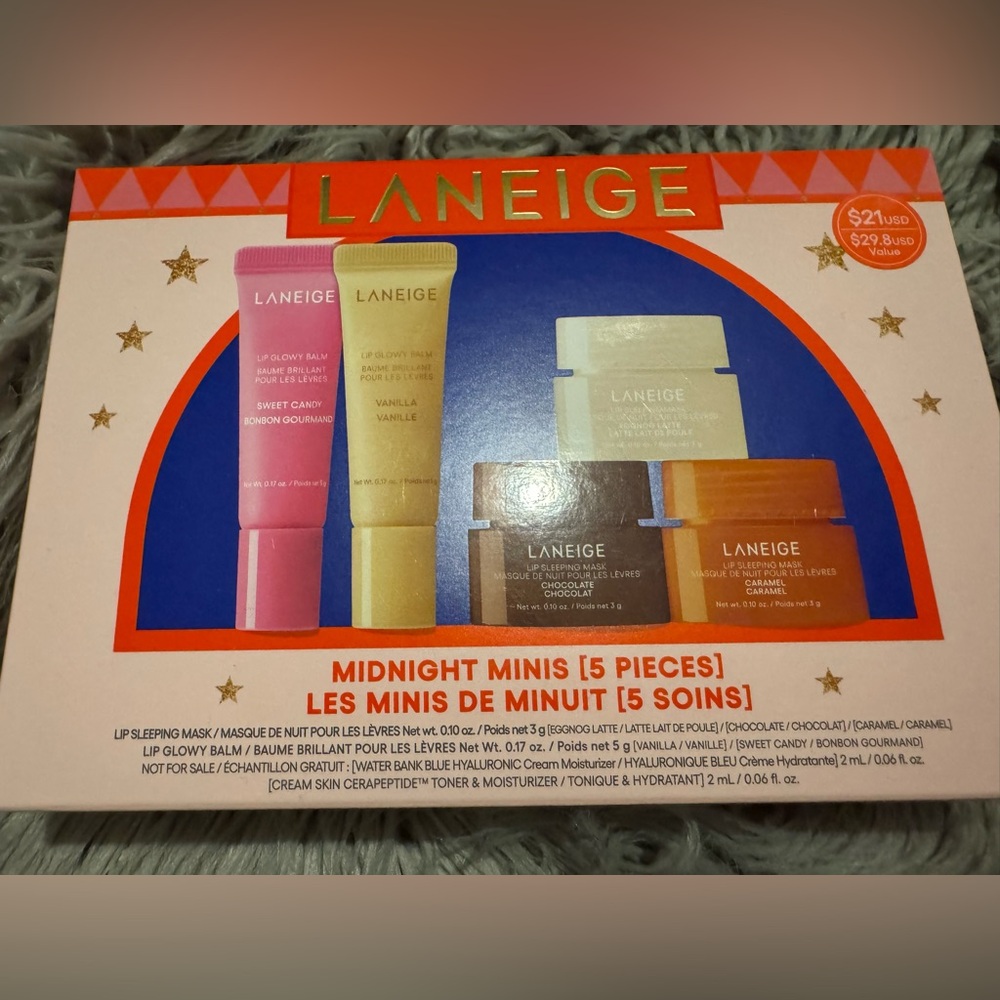 LANEIGE
$21USD
$29.8USD
Value
LANEIGE
LIP GLOWY BALM
BAUME BRILLANT
POUR LES LÈVRES
SWEET CANDY
BONBON GOURMAND
Net Wt. 0.17 oz. / Poids net 5 g
LANEIGE
LIP GLOWY BALM
BAUME BRILLANT
POUR LES LÈVRES
VANILLA
VANILLE
Net Wt. 0.17 oz. / Poids net 5 g
LANEIGE
EGGNOG LATTE
LATTE LAIT DE POULE
LANEIGE
LIP SLEEPING MASK
MASQUE DE NUIT POUR LES LÈVRES
CHOCOLATE
CHOCOLAT
Net wt. 0.10 oz. / Poids net 3 g
LANEIGE
LIP SLEEPING MASK
MASQUE DE NUIT POUR LES LÈVRES
CARAMEL
CARAMEL
Net wt. 0.10 oz. / Poids net 3 g
MIDNIGHT MINIS [5 PIECES]
LES MINIS DE MINUIT [5 SOINS]
LIP SLEEPING MASK / MASQUE DE NUIT POUR LES LÈVRES Net wt. 0.10 oz. / Poids net 3 g [EGGNOG LATTE / LATTE LAIT DE POULE] / [CHOCOLATE / CHOCOLAT] / [CARAMEL / CARAMEL]
LIP GLOWY BALM / BAUME BRILLANT POUR LES LÈVRES Net Wt. 0.17 oz. / Poids net 5 g [VANILLA / VANILLE] / [SWEET CANDY / BONBON GOURMAND]
NOT FOR SALE / ÉCHANTILLON GRATUIT : [WATER BANK BLUE HYALURONIC Cream Moisturizer / HYALURONIQUE BLEU Crème Hydratante] 2 mL / 0.06 fl. oz.
[CREAM SKIN CERAPEPTIDE™ TONER & MOISTURIZER / TONIQUE & HYDRATANT] 2 mL / 0.06 fl. oz.